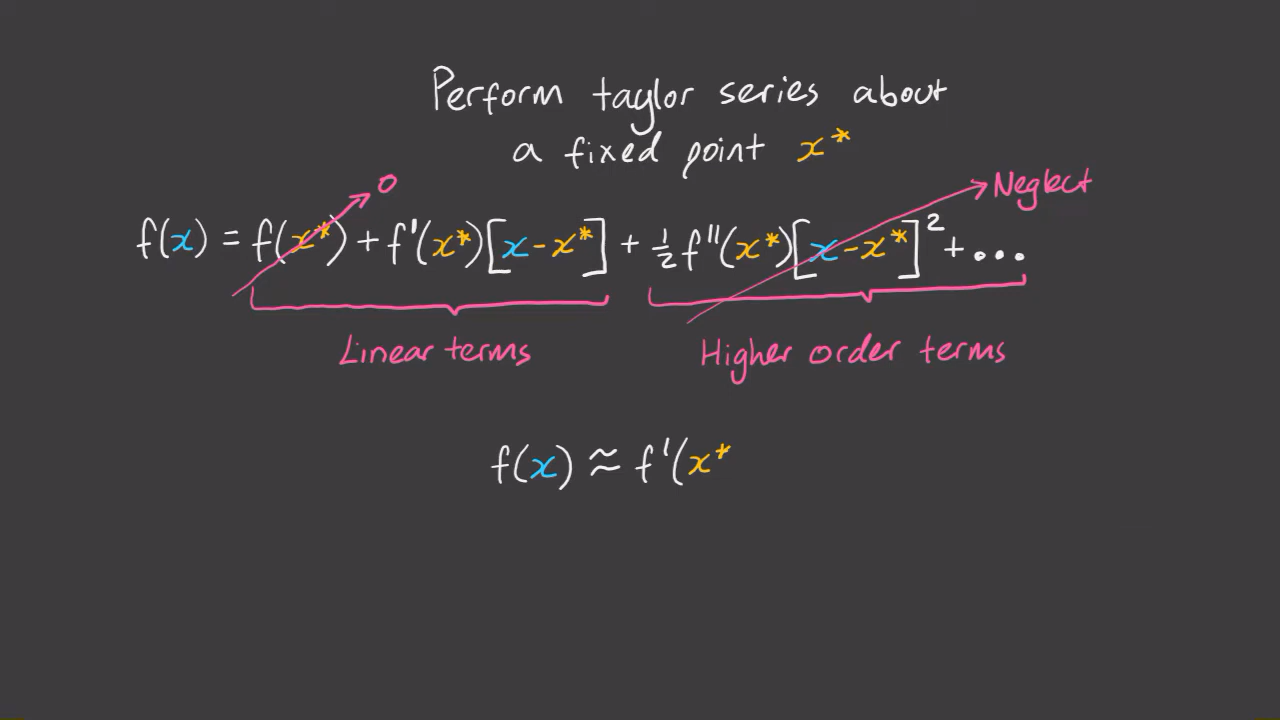 Perform taylor series about
a fixed point x*
0
Neglect
f(x) = f(x*) + f'(x*)[x-x*] + ½f''(x*)[x-x*]² + ...
Linear terms
Higher order terms
f(x) ≈ f'(x*